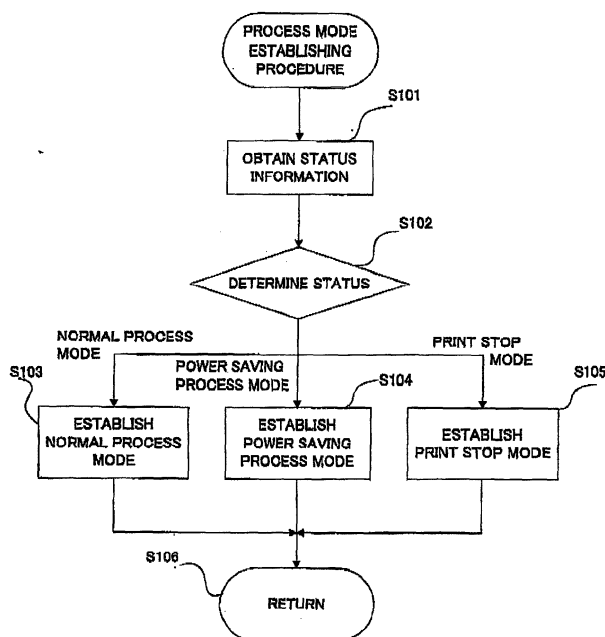 PROCESS MODE
ESTABLISHING
PROCEDURE
S101
OBTAIN STATUS
INFORMATION
S102
DETERMINE STATUS
NORMAL PROCESS
MODE
POWER SAVING
PROCESS MODE
PRINT STOP
MODE
S103
ESTABLISH
NORMAL PROCESS
MODE
S104
ESTABLISH
POWER SAVING
PROCESS MODE
S105
ESTABLISH
PRINT STOP MODE
S106
RETURN